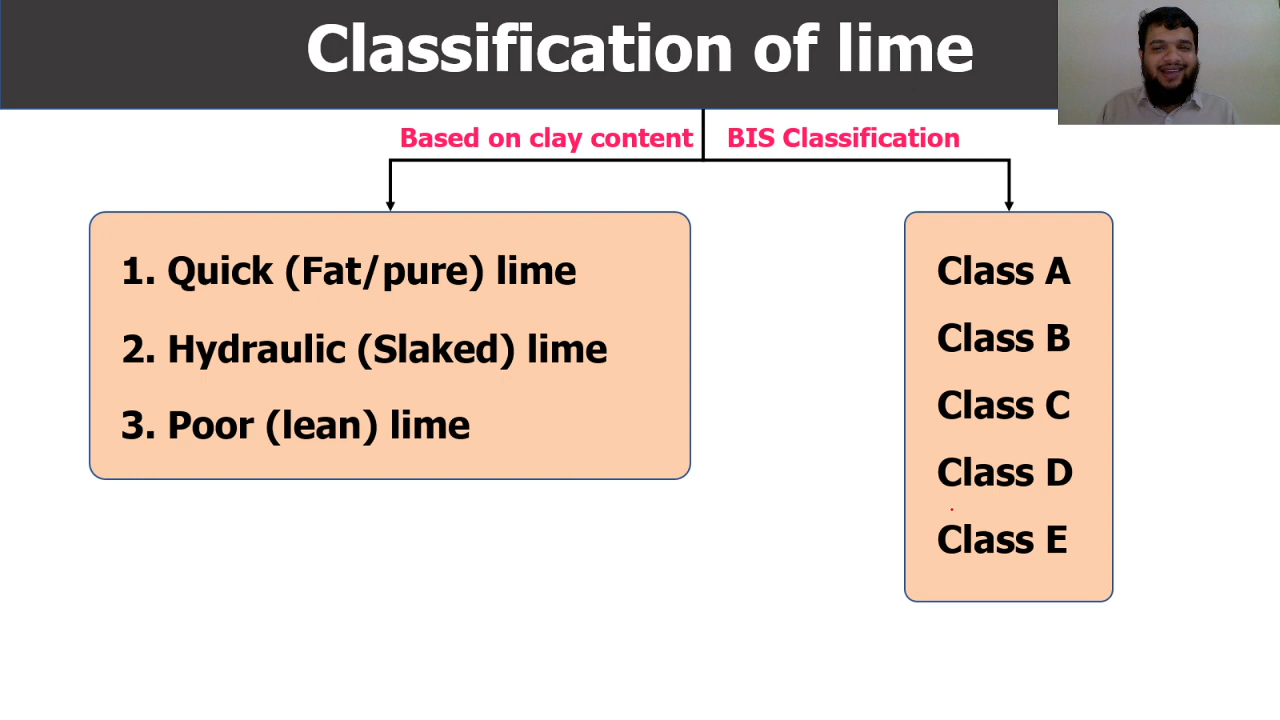 Classification of lime
Based on clay content
BIS Classification
1. Quick (Fat/pure) lime
2. Hydraulic (Slaked) lime
3. Poor (lean) lime
Class A
Class B
Class C
Class D
Class E